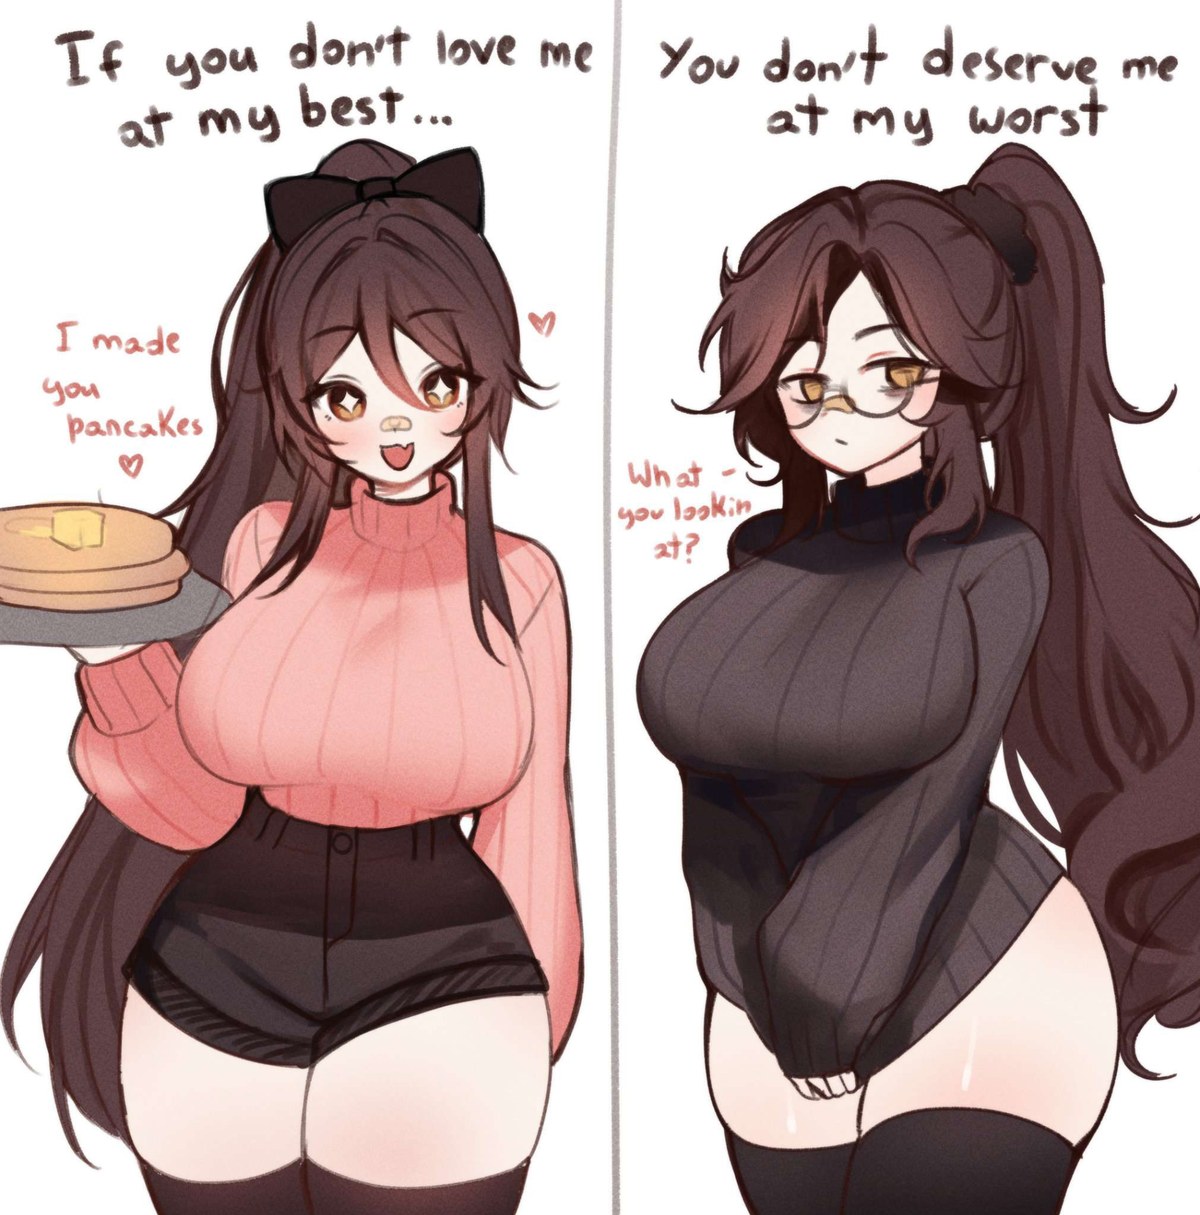 If you don't love me
at my best...
I made
you
pancakes
You don't deserve me
at my worst
What -
you lookin
at?